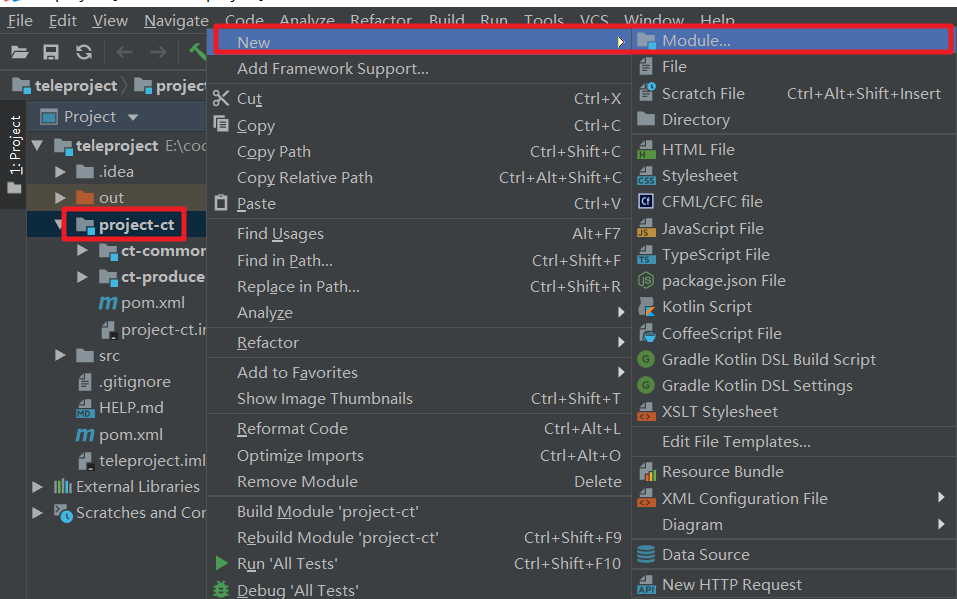 File Edit View Navigate Code Analyze Refactor Build Run Tools VCS Window Help
teleproject project
1: Project
Project
teleproject E:\cod
.idea
out
project-ct
ct-common
ct-produce
pom.xml
project-ct.im
src
.gitignore
HELP.md
pom.xml
teleproject.iml
External Libraries
Scratches and Con
New
Add Framework Support...
Cut Ctrl+X
Copy Ctrl+C
Copy Path Ctrl+Shift+C
Copy Relative Path Ctrl+Alt+Shift+C
Paste Ctrl+V
Find Usages Alt+F7
Find in Path... Ctrl+Shift+F
Replace in Path... Ctrl+Shift+R
Analyze
Refactor
Add to Favorites
Show Image Thumbnails Ctrl+Shift+T
Reformat Code Ctrl+Alt+L
Optimize Imports Ctrl+Alt+O
Remove Module Delete
Build Module 'project-ct'
Rebuild Module 'project-ct' Ctrl+Shift+F9
Run 'All Tests' Ctrl+Shift+F10
Debug 'All Tests'
Module...
File
Scratch File Ctrl+Alt+Shift+Insert
Directory
HTML File
Stylesheet
CFML/CFC file
JavaScript File
TypeScript File
package.json File
Kotlin Script
CoffeeScript File
Gradle Kotlin DSL Build Script
Gradle Kotlin DSL Settings
XSLT Stylesheet
Edit File Templates...
Resource Bundle
XML Configuration File
Diagram
Data Source
New HTTP Request